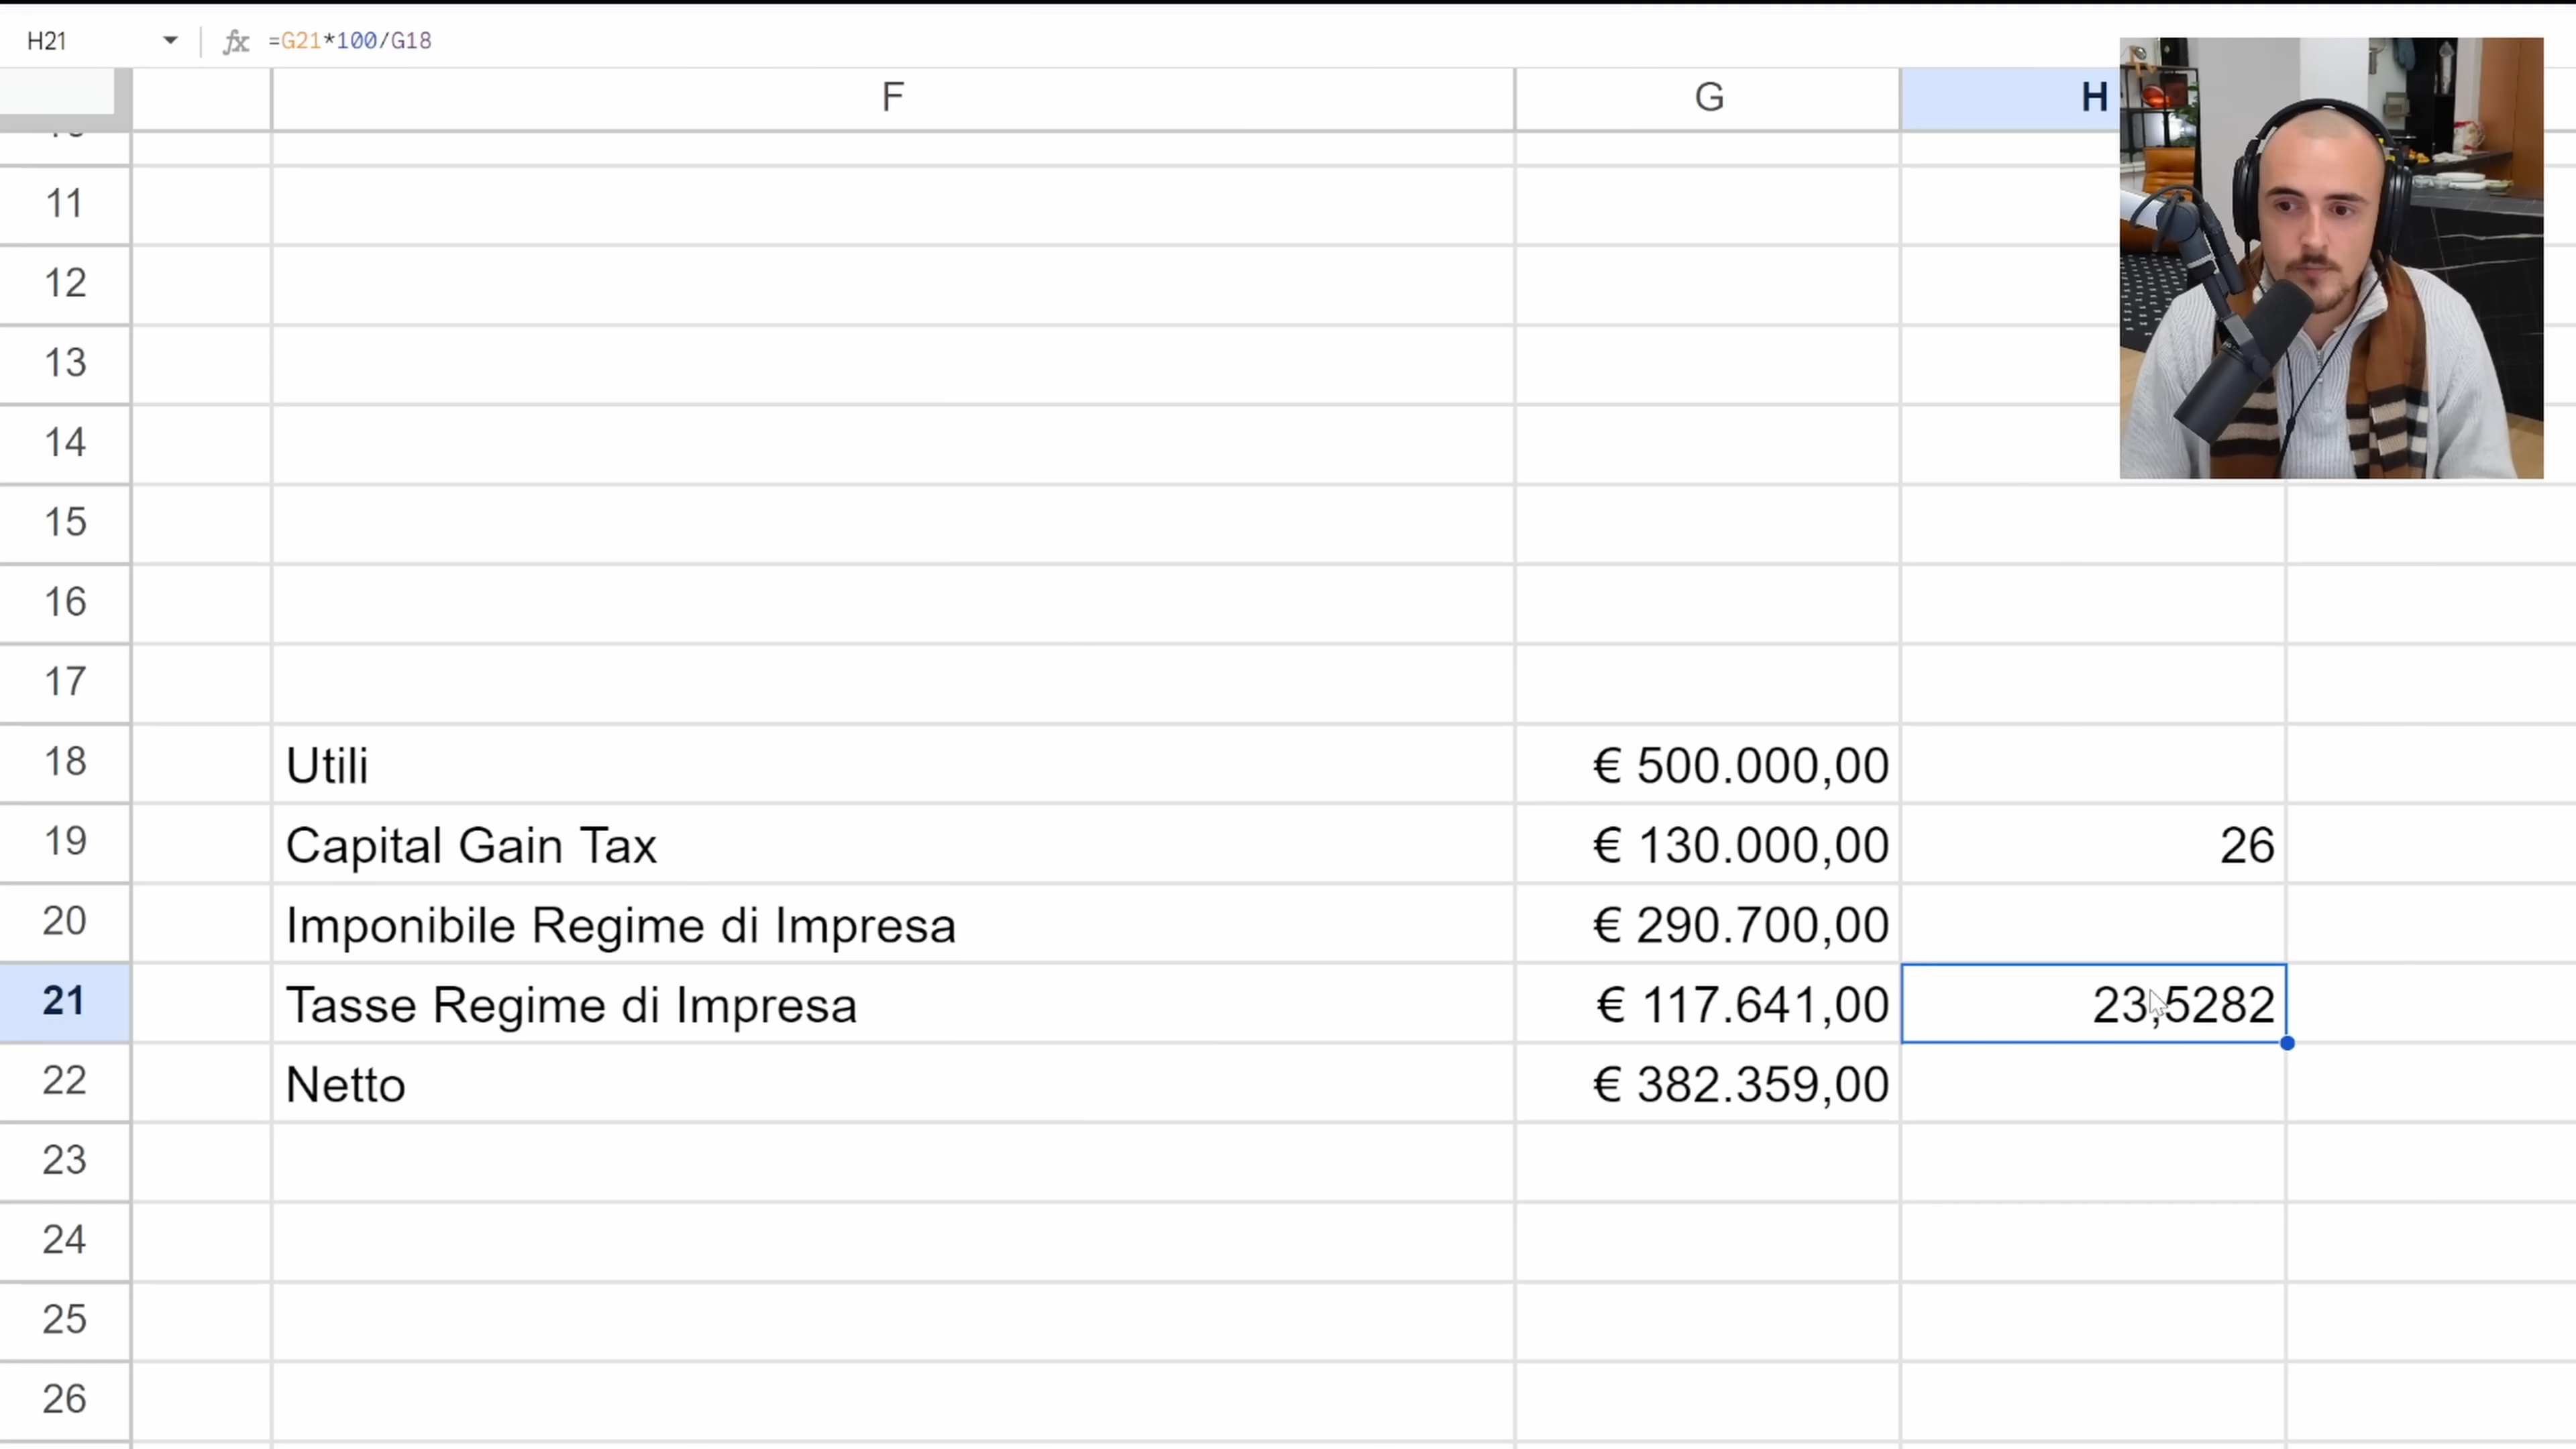 H21 fx =G21*100/G18
F G H
11
12
13
14
15
16
17
18 Utili € 500.000,00
19 Capital Gain Tax € 130.000,00 26
20 Imponibile Regime di Impresa € 290.700,00
21 Tasse Regime di Impresa € 117.641,00 23,5282
22 Netto € 382.359,00
23
24
25
26